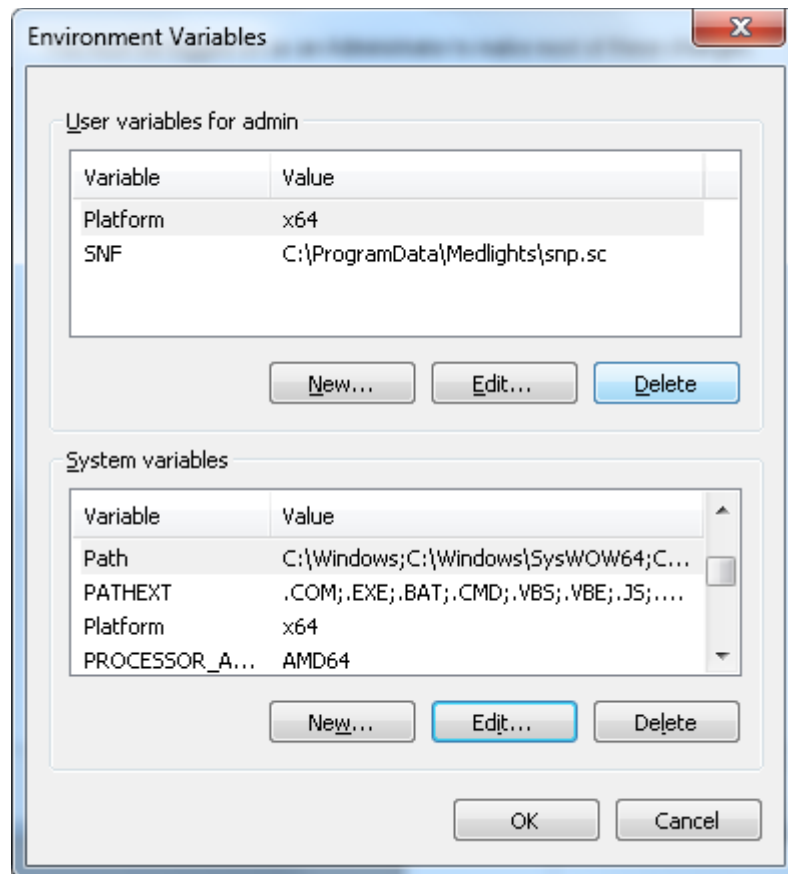 Environment Variables
User variables for admin
Variable Value
Platform x64
SNF C:\ProgramData\Medlights\snp.sc
New... Edit... Delete
System variables
Variable Value
Path C:\Windows;C:\Windows\SysWOW64;C...
PATHEXT .COM;.EXE;.BAT;.CMD;.VBS;.VBE;.JS;....
Platform x64
PROCESSOR_A... AMD64
New... Edit... Delete
OK Cancel